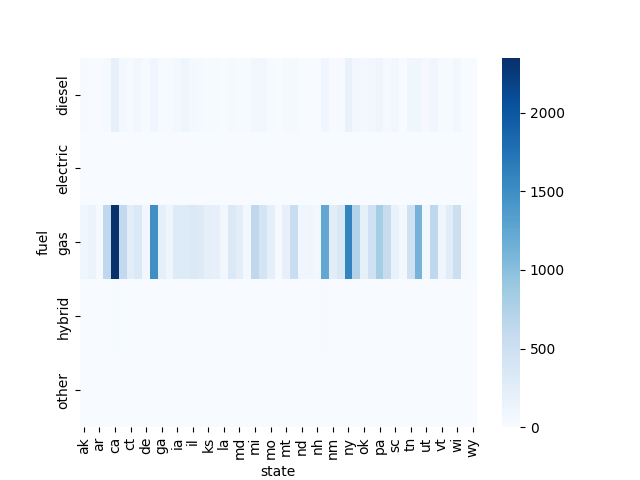 diesel
electric
gas
hybrid
other
fuel
ak ar ca ct de ga ia il ks la md mi mo mt nd nh nm ny ok pa sc tn ut vt wi wy
state
2000
1500
1000
500
0